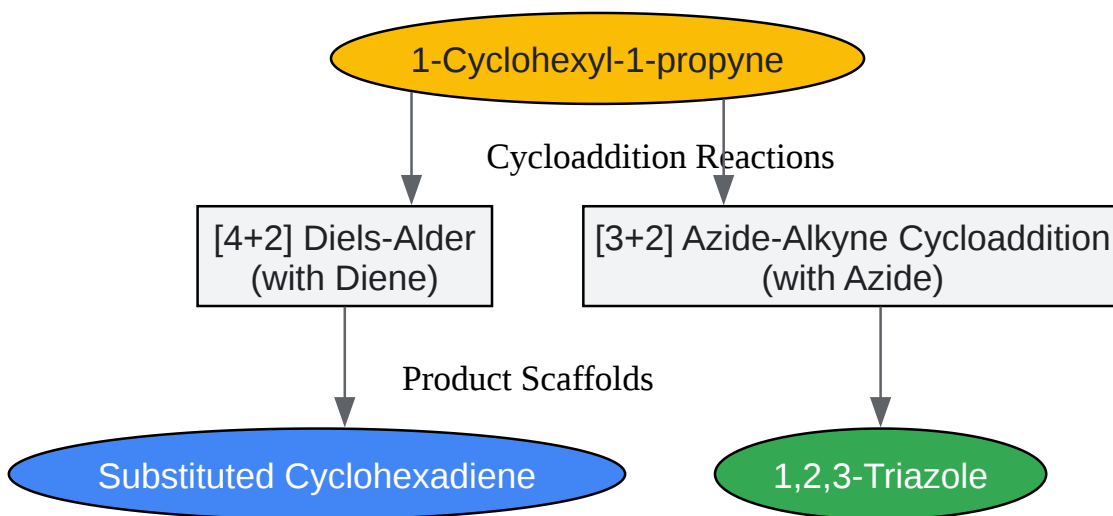 1-Cyclohexyl-1-propyne
Cycloaddition Reactions
[4+2] Diels-Alder
(with Diene)
[3+2] Azide-Alkyne Cycloaddition
(with Azide)
Product Scaffolds
Substituted Cyclohexadiene
1,2,3-Triazole